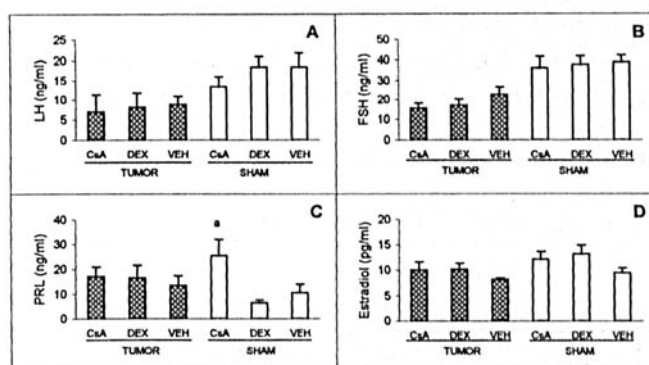 A
LH (ng/ml)
25
20
15
10
5
0
CsA DEX VEH CsA DEX VEH
TUMOR SHAM
B
FSH (ng/ml)
50
40
30
20
10
0
CsA DEX VEH CsA DEX VEH
TUMOR SHAM
C
PRL (ng/ml)
40
30
20
10
0
a
CsA DEX VEH CsA DEX VEH
TUMOR SHAM
D
Estradiol (pg/ml)
20
15
10
5
0
CsA DEX VEH CsA DEX VEH
TUMOR SHAM